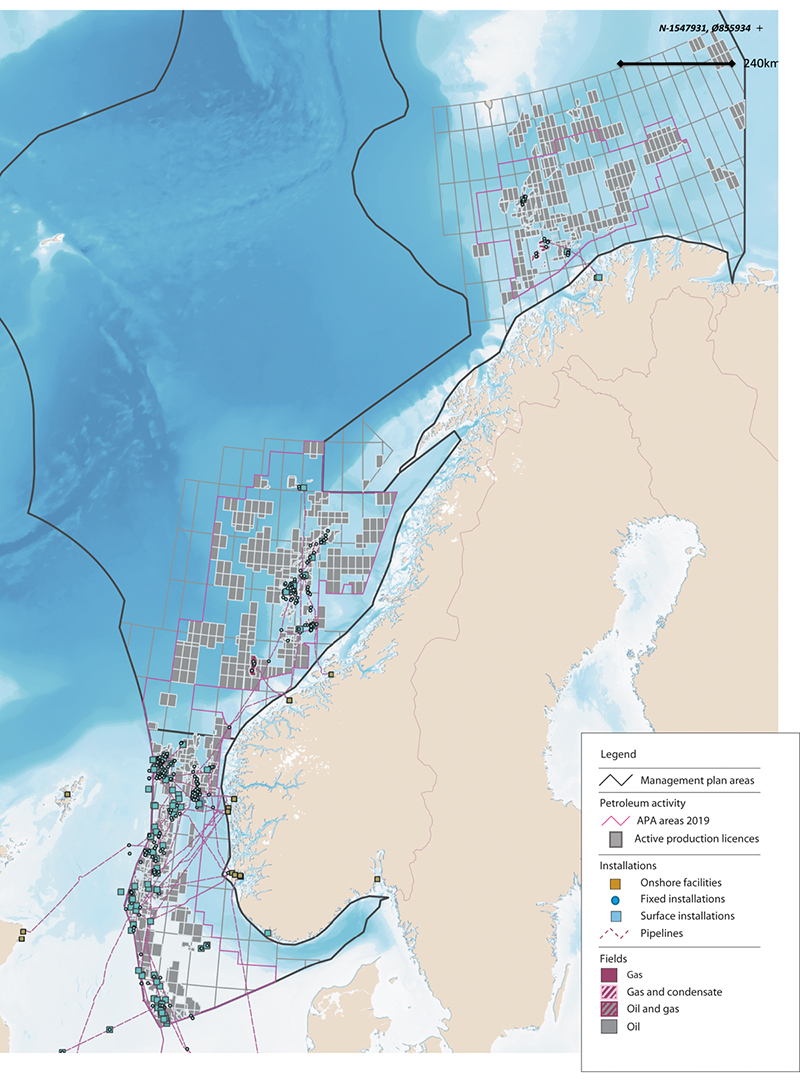 N-1547931, Ø855934 +
240km
Legend
Management plan areas
Petroleum activity
APA areas 2019
Active production licences
Installations
Onshore facilities
Fixed installations
Surface installations
Pipelines
Fields
Gas
Gas and condensate
Oil and gas
Oil